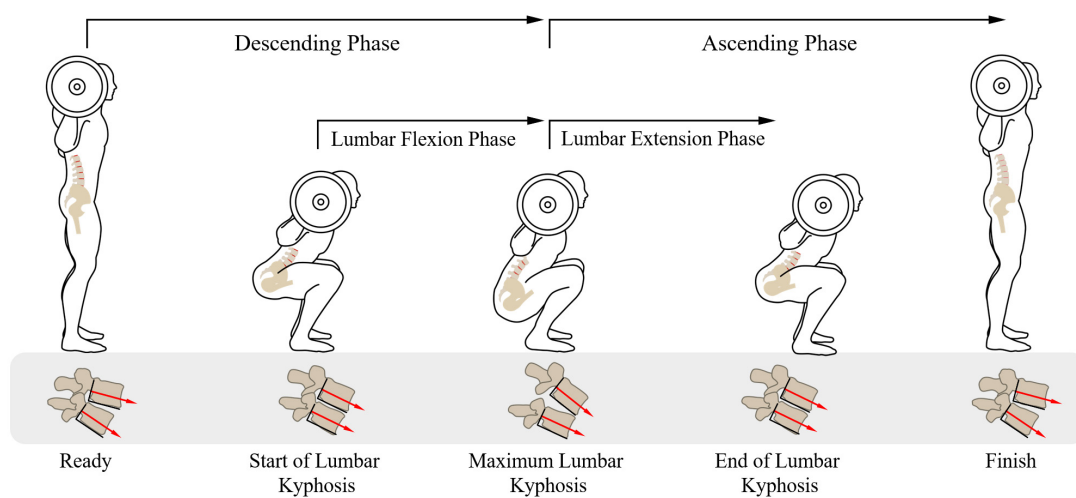 Descending Phase
Ascending Phase
Lumbar Flexion Phase
Lumbar Extension Phase
Ready
Start of Lumbar
Kyphosis
Maximum Lumbar
Kyphosis
End of Lumbar
Kyphosis
Finish